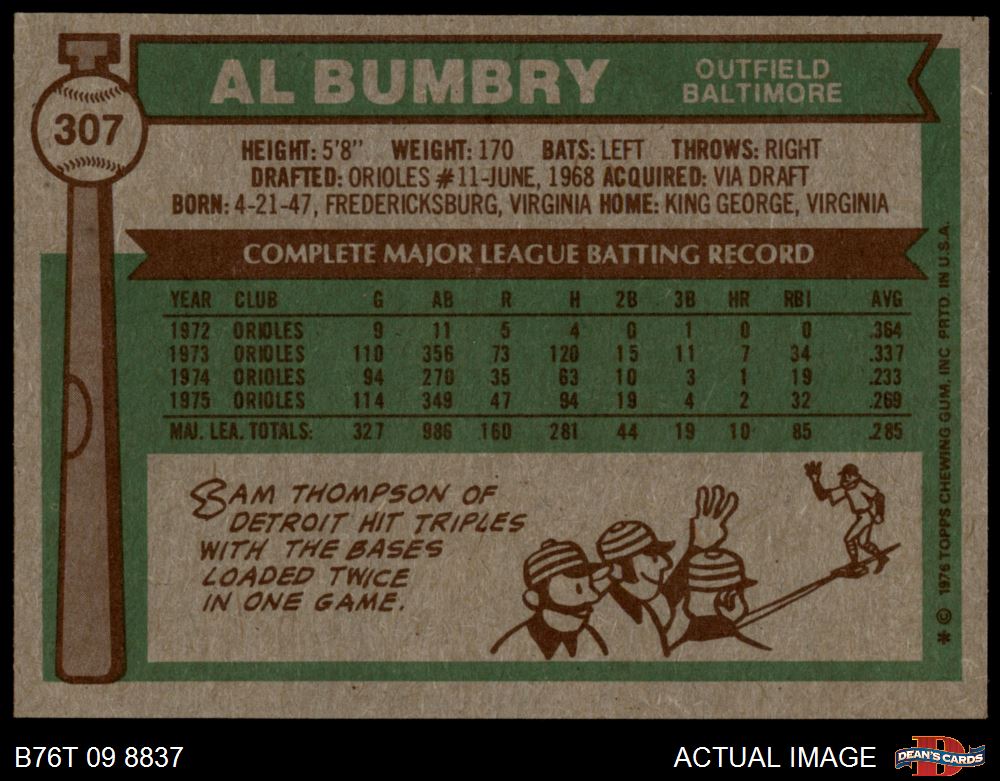 307
AL BUMBRY
OUTFIELD
BALTIMORE
HEIGHT: 5'8" WEIGHT: 170 BATS: LEFT THROWS: RIGHT
DRAFTED: ORIOLES #11-JUNE, 1968 ACQUIRED: VIA DRAFT
BORN: 4-21-47, FREDERICKSBURG, VIRGINIA HOME: KING GEORGE, VIRGINIA
COMPLETE MAJOR LEAGUE BATTING RECORD
YEAR CLUB G AB R H 2B 3B HR RBI AVG
1972 ORIOLES 9 11 5 4 0 1 0 0 .364
1973 ORIOLES 110 356 73 120 15 11 7 34 .337
1974 ORIOLES 94 270 35 63 10 3 1 19 .233
1975 ORIOLES 114 349 47 94 19 4 2 32 .269
MAJ. LEA. TOTALS: 327 986 160 281 44 19 10 85 .285
SAM THOMPSON OF
DETROIT HIT TRIPLES
WITH THE BASES
LOADED TWICE
IN ONE GAME.
* © 1976 TOPPS CHEWING GUM, INC PRTD. IN U.S.A.
B76T 09 8837
ACTUAL IMAGE
D
DEAN'S CARDS